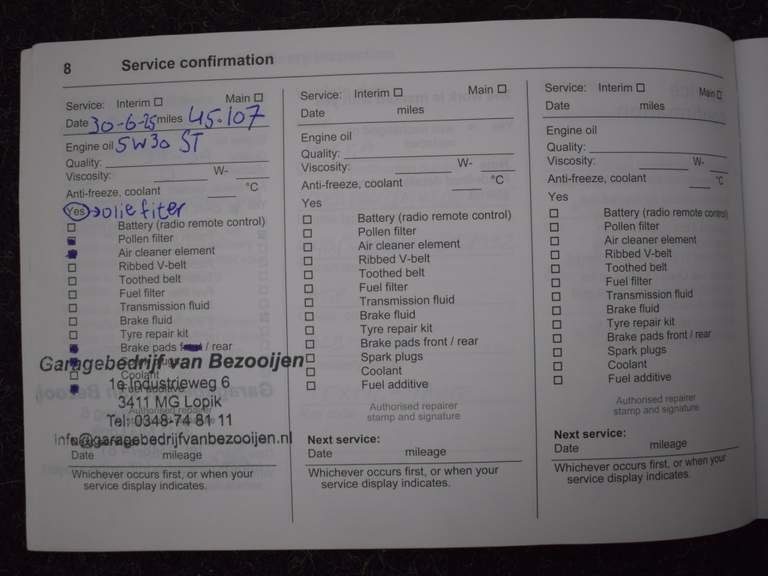 8 Service confirmation
Service: Interim ☐ Main ☐
Date 30-6-25 miles 45.107
Engine oil 5W30 ST
Quality:
Viscosity: W-
Anti-freeze, coolant °C
Yes → olie fiter
Battery (radio remote control)
Pollen filter
Air cleaner element
Ribbed V-belt
Toothed belt
Fuel filter
Transmission fluid
Brake fluid
Tyre repair kit
Brake pads front / rear
Garagebedrijf van Bezooijen
Spark plugs
Coolant
1e Industrieweg 6
Fuel additive
3411 MG Lopik
Authorised repairer
Tel: 0348-74 81 11
info@garagebedrijfvanbezooijen.nl
Date mileage
Whichever occurs first, or when your
service display indicates.
Service: Interim ☐ Main ☐
Date miles
Engine oil
Quality:
Viscosity: W-
Anti-freeze, coolant °C
Yes
☐ Battery (radio remote control)
☐ Pollen filter
☐ Air cleaner element
☐ Ribbed V-belt
☐ Toothed belt
☐ Fuel filter
☐ Transmission fluid
☐ Brake fluid
☐ Tyre repair kit
☐ Brake pads front / rear
☐ Spark plugs
☐ Coolant
☐ Fuel additive
Authorised repairer
stamp and signature
Next service:
Date mileage
Whichever occurs first, or when your
service display indicates.
Service: Interim ☐ Main ☐
Date miles
Engine oil
Quality:
Viscosity: W-
Anti-freeze, coolant °C
Yes
☐ Battery (radio remote control)
☐ Pollen filter
☐ Air cleaner element
☐ Ribbed V-belt
☐ Toothed belt
☐ Fuel filter
☐ Transmission fluid
☐ Brake fluid
☐ Tyre repair kit
☐ Brake pads front / rear
☐ Spark plugs
☐ Coolant
☐ Fuel additive
Authorised repairer
stamp and signature
Next service:
Date mileage
Whichever occurs first, or when your
service display indicates.